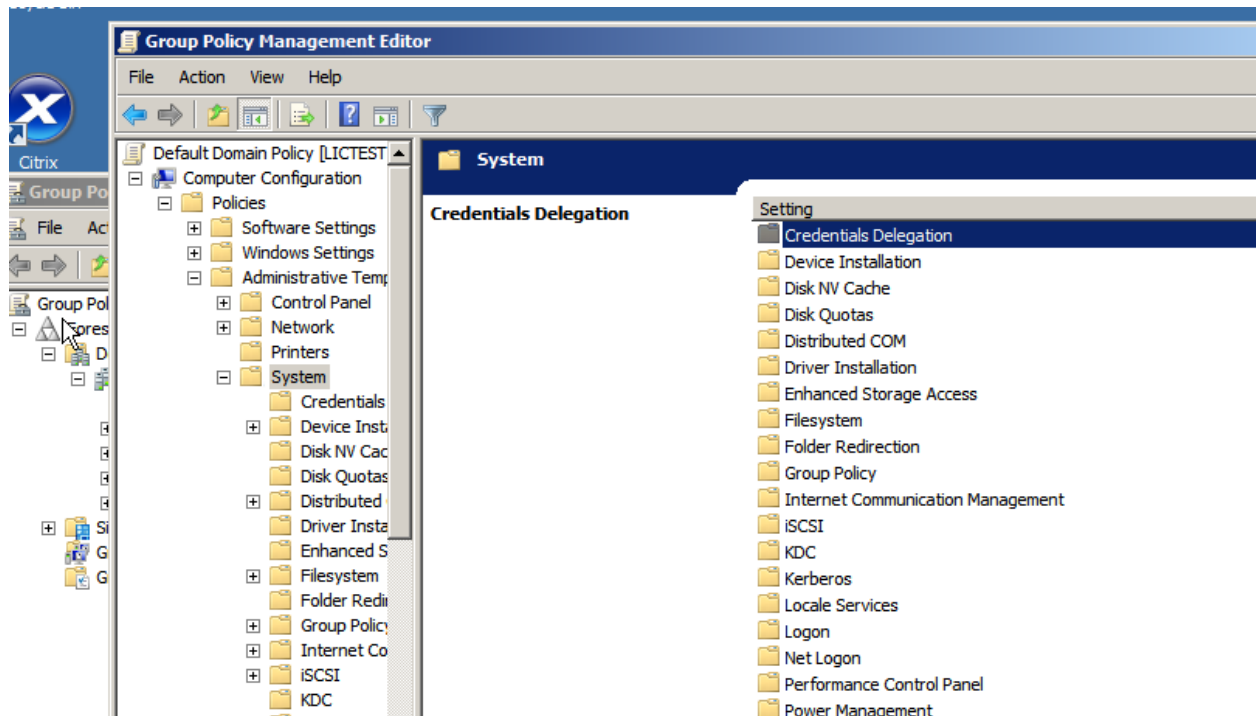 Group Policy Management Editor
File Action View Help
Citrix
Group Po
File Ac
Group Pol
Fores
D
Si
G
G
Default Domain Policy [LICTEST
Computer Configuration
Policies
Software Settings
Windows Settings
Administrative Temp
Control Panel
Network
Printers
System
Credentials
Device Insta
Disk NV Cac
Disk Quotas
Distributed
Driver Insta
Enhanced S
Filesystem
Folder Redir
Group Policy
Internet Co
iSCSI
KDC
System
Credentials Delegation
Setting
Credentials Delegation
Device Installation
Disk NV Cache
Disk Quotas
Distributed COM
Driver Installation
Enhanced Storage Access
Filesystem
Folder Redirection
Group Policy
Internet Communication Management
iSCSI
KDC
Kerberos
Locale Services
Logon
Net Logon
Performance Control Panel
Power Management